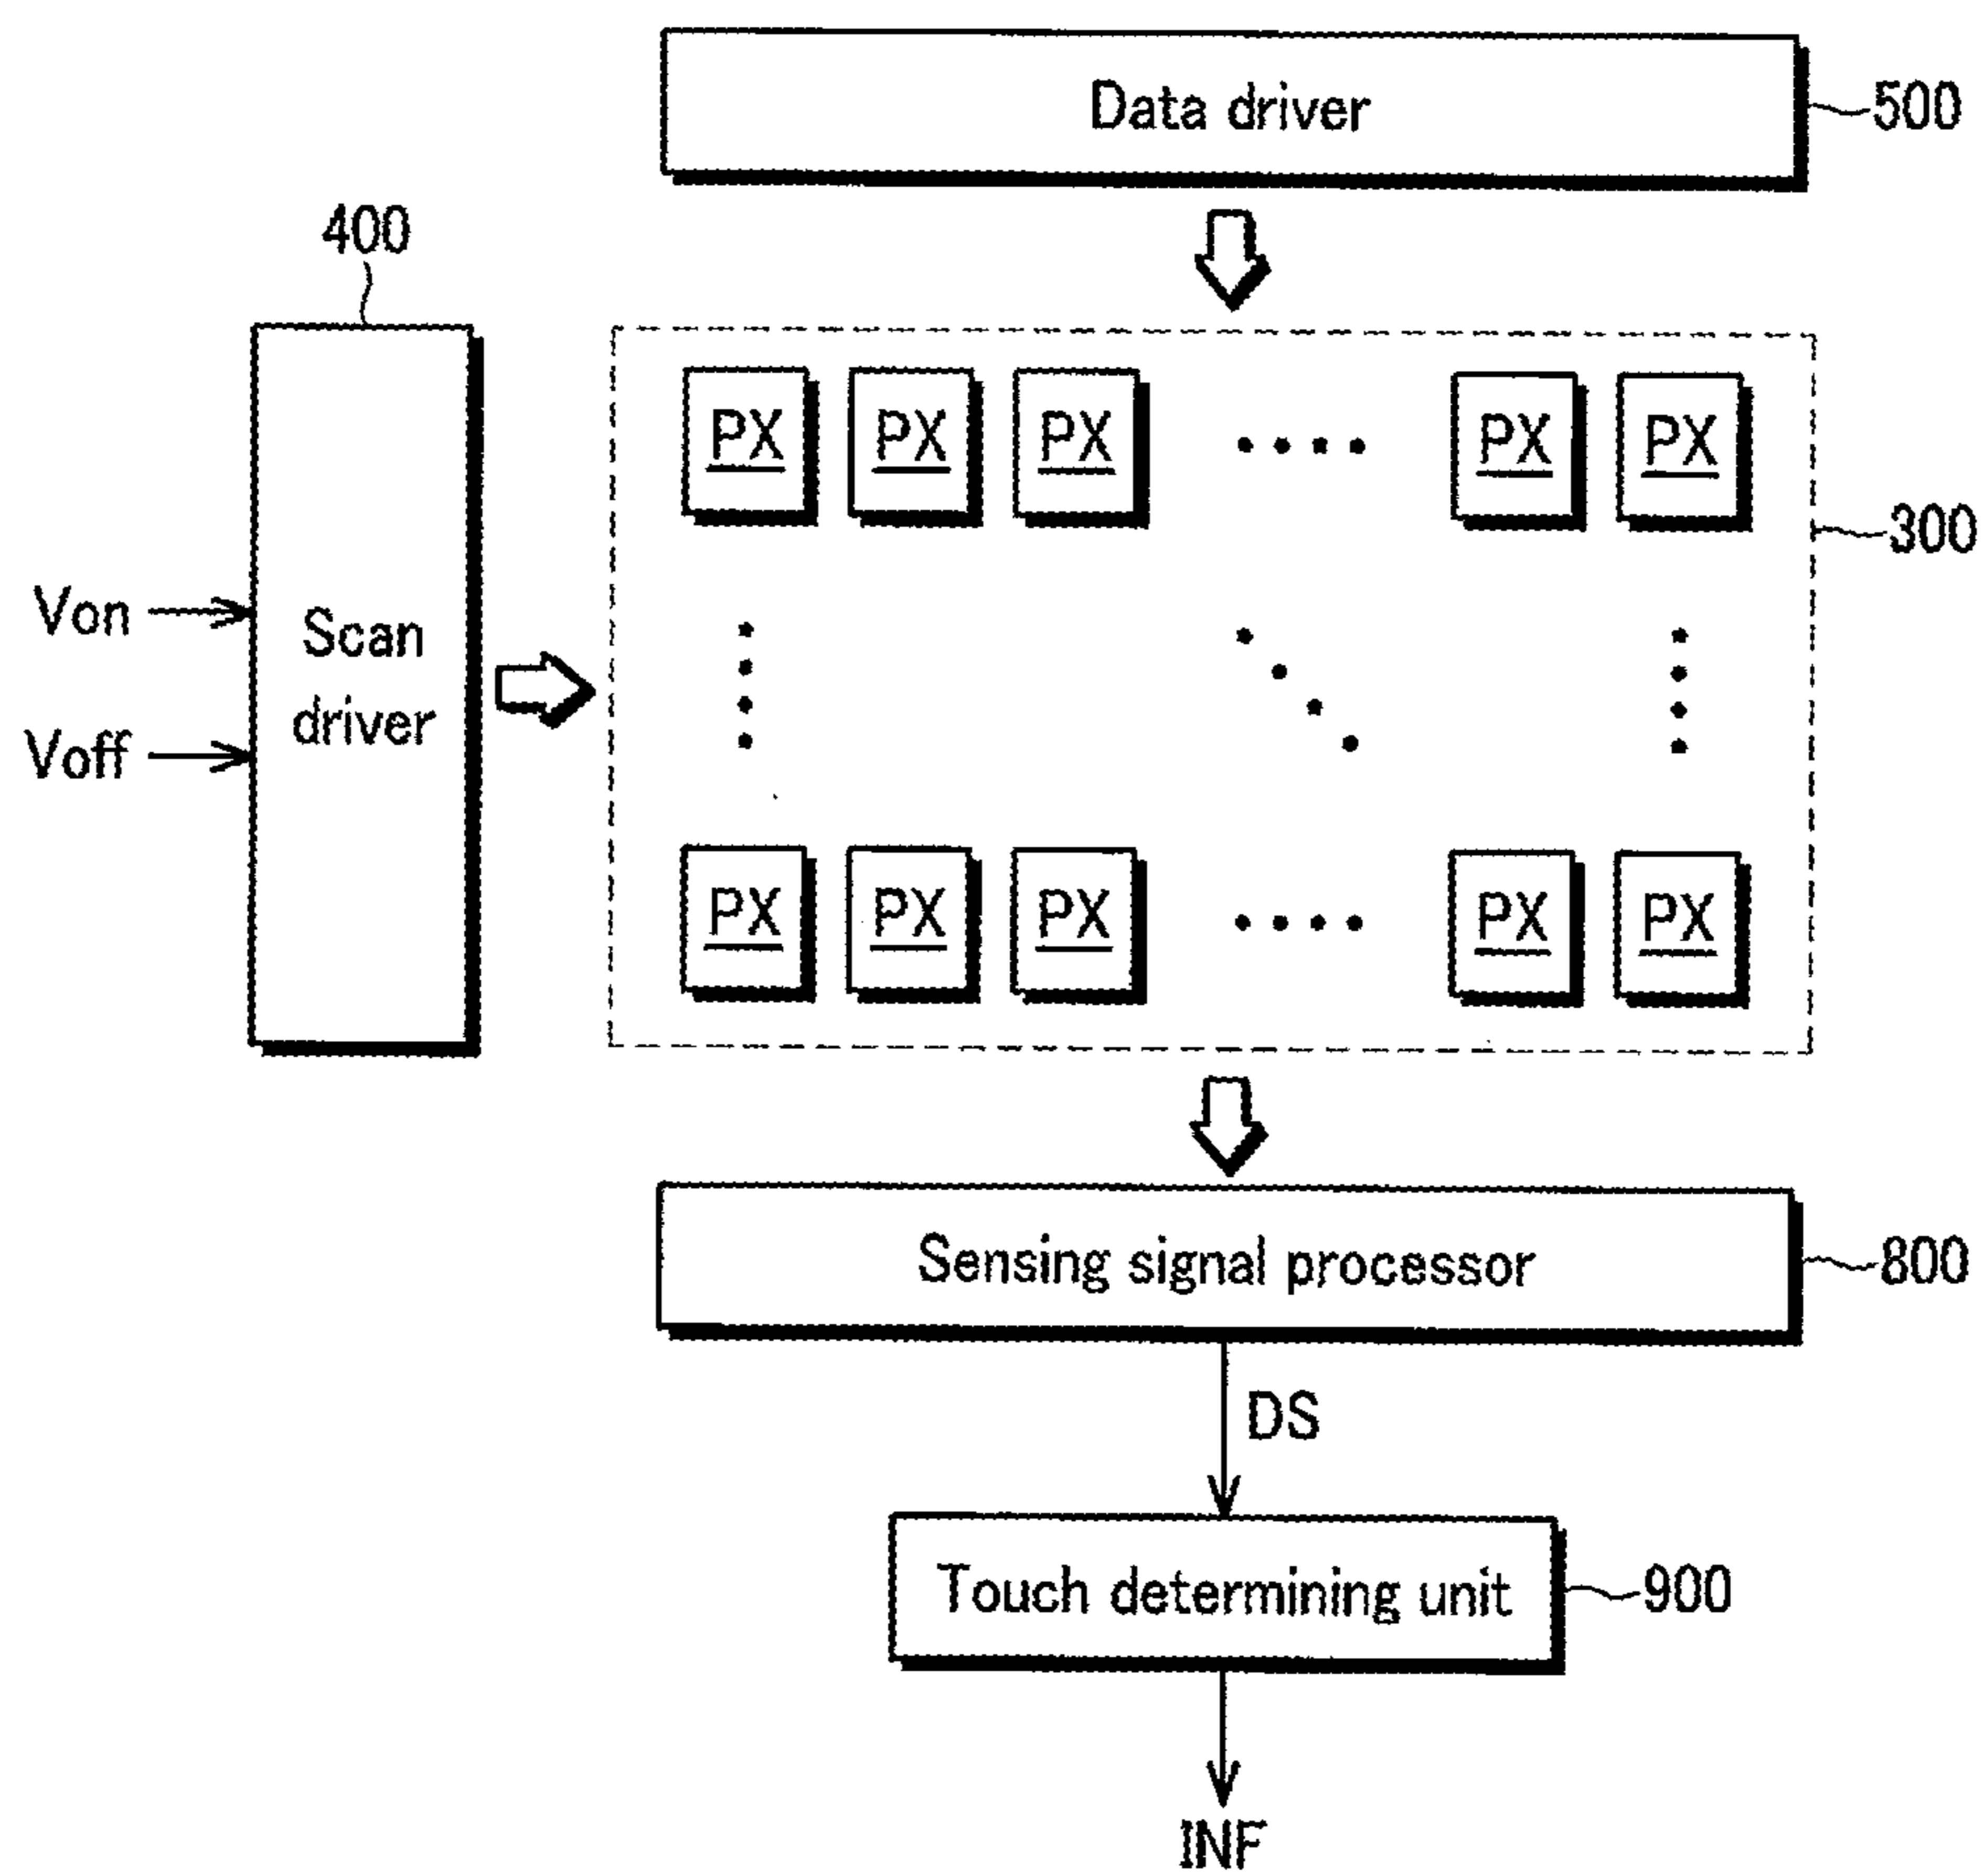 Data driver
500
400
PX PX PX PX PX
300
Von
Scan
driver
Voff
PX PX PX PX PX
Sensing signal processor
800
DS
Touch determining unit
900
INF